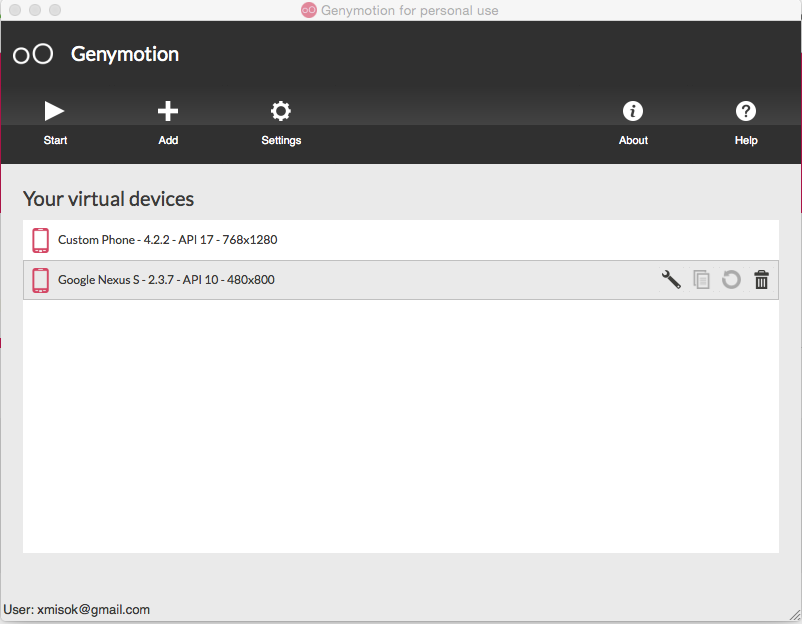 Genymotion for personal use
Genymotion
Start Add Settings About Help
Your virtual devices
Custom Phone - 4.2.2 - API 17 - 768x1280
Google Nexus S - 2.3.7 - API 10 - 480x800
User: xmisok@gmail.com